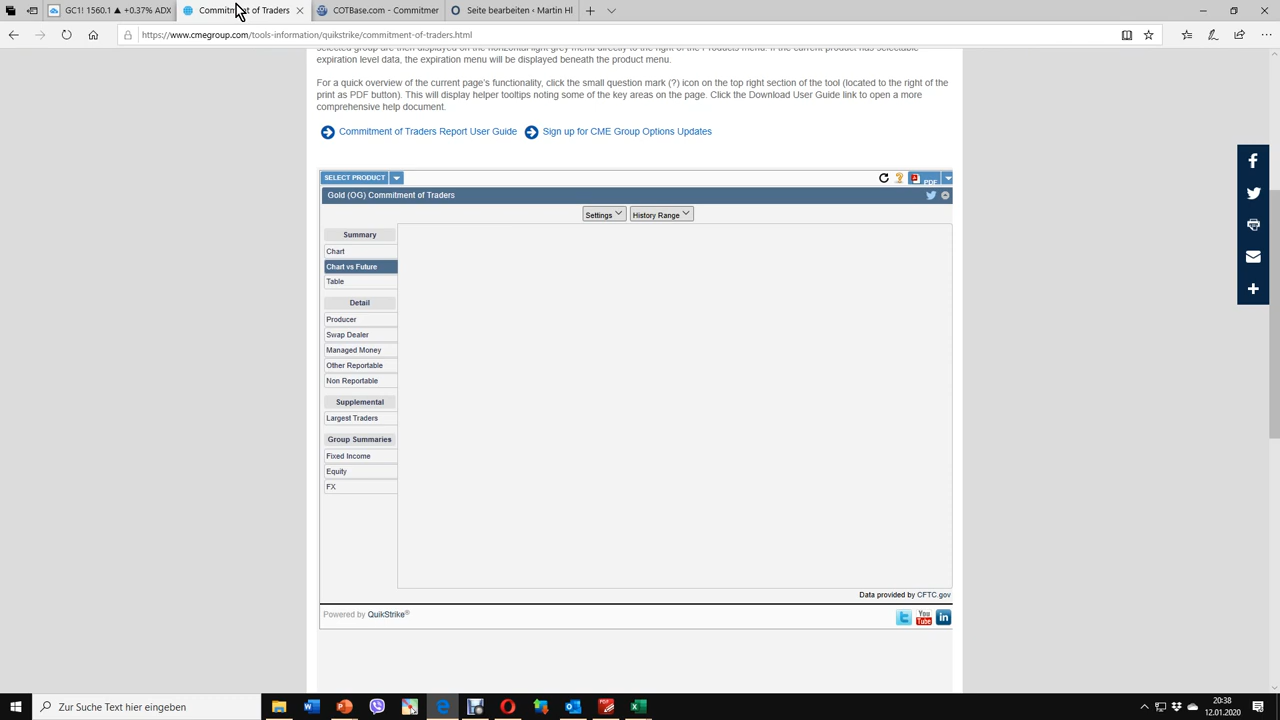 GC1! 1560.1 ▲ +0.37% ADX
Commitment of Traders
COTBase.com - Commitmer
Seite bearbeiten ‹ Martin Hl
https://www.cmegroup.com/tools-information/quikstrike/commitment-of-traders.html
selected group are then displayed on the horizontal light grey menu directly to the right of the Products menu. If the current product has selectable
expiration level data, the expiration menu will be displayed beneath the product menu.
For a quick overview of the current page's functionality, click the small question mark (?) icon on the top right section of the tool (located to the right of the
print as PDF button). This will display helper tooltips noting some of the key areas on the page. Click the Download User Guide link to open a more
comprehensive help document.
Commitment of Traders Report User Guide
Sign up for CME Group Options Updates
SELECT PRODUCT
PDF
Gold (OG) Commitment of Traders
Settings
History Range
Summary
Chart
Chart vs Future
Table
Detail
Producer
Swap Dealer
Managed Money
Other Reportable
Non Reportable
Supplemental
Largest Traders
Group Summaries
Fixed Income
Equity
FX
Data provided by CFTC.gov
Powered by QuikStrike®
You
Tube
in
Zur Suche Text hier eingeben
20:38
12.01.2020